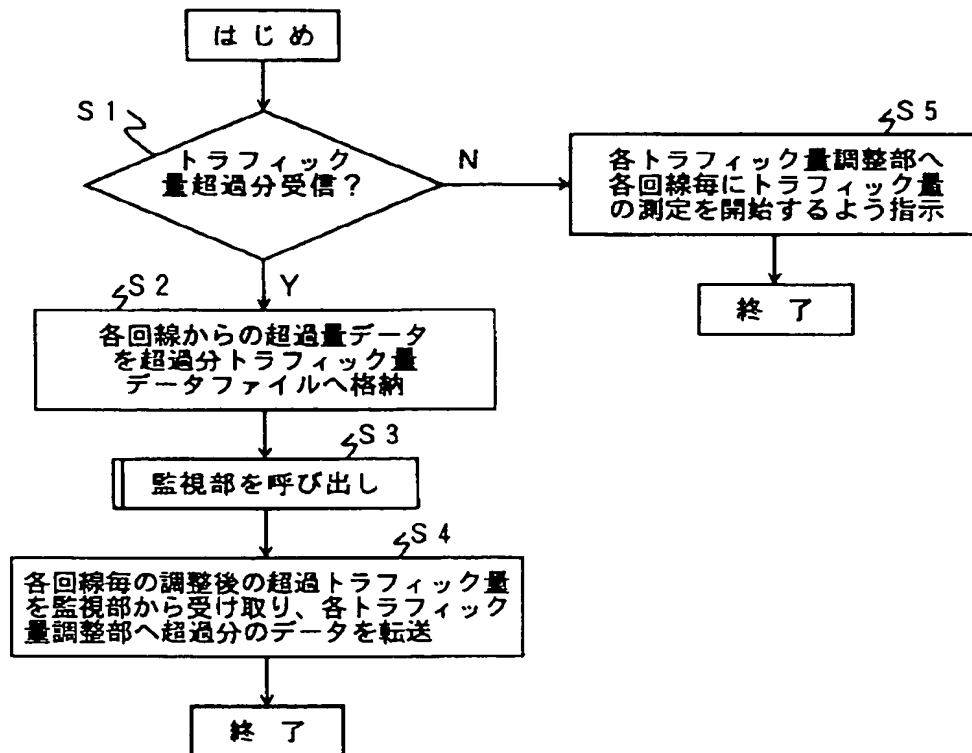 はじめ
S1
トラフィック
量超過分受信?
N
S5
各トラフィック量調整部へ
各回線毎にトラフィック量
の測定を開始するよう指示
終了
Y
S2
各回線からの超過量データ
を超過分トラフィック量
データファイルへ格納
S3
監視部を呼び出し
S4
各回線毎の調整後の超過トラフィック量
を監視部から受け取り、各トラフィック
量調整部へ超過分のデータを転送
終了